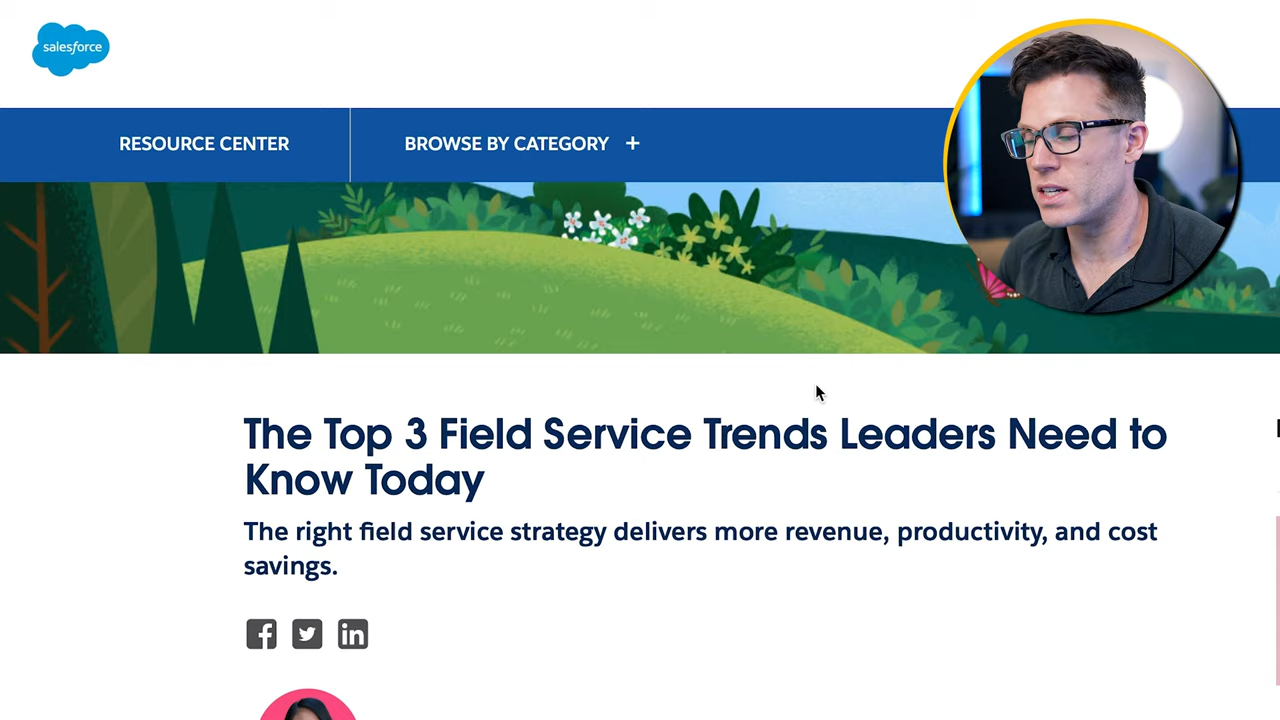 salesforce
RESOURCE CENTER
BROWSE BY CATEGORY +
The Top 3 Field Service Trends Leaders Need to
Know Today
The right field service strategy delivers more revenue, productivity, and cost
savings.